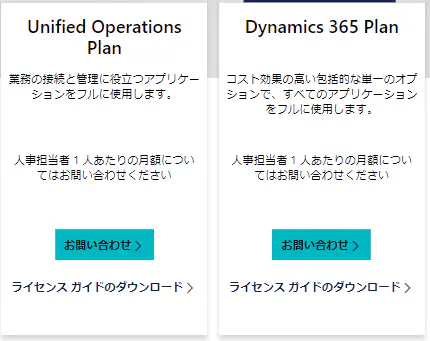 Unified Operations
Plan
業務の接続と管理に役立つアプリケー
ションをフルに使用します。
人事担当者 1 人あたりの月額につい
てはお問い合わせください
お問い合わせ
ライセンス ガイドのダウンロード
Dynamics 365 Plan
コスト効果の高い包括的な単一のオプ
ションで、すべてのアプリケーション
をフルに使用します。
人事担当者 1 人あたりの月額につい
てはお問い合わせください
お問い合わせ
ライセンス ガイドのダウンロード